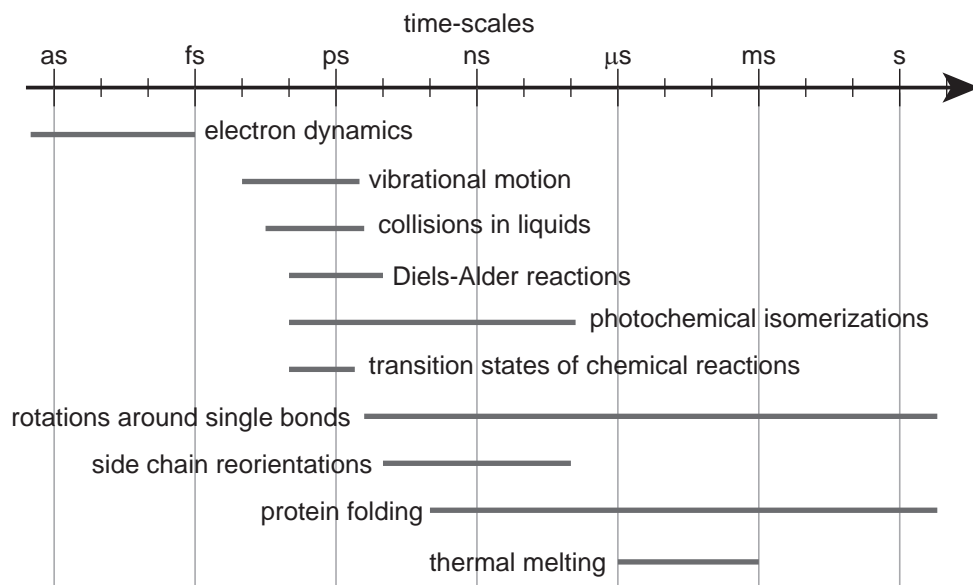 time-scales
as fs ps ns μs ms s
electron dynamics
vibrational motion
collisions in liquids
Diels-Alder reactions
photochemical isomerizations
transition states of chemical reactions
rotations around single bonds
side chain reorientations
protein folding
thermal melting